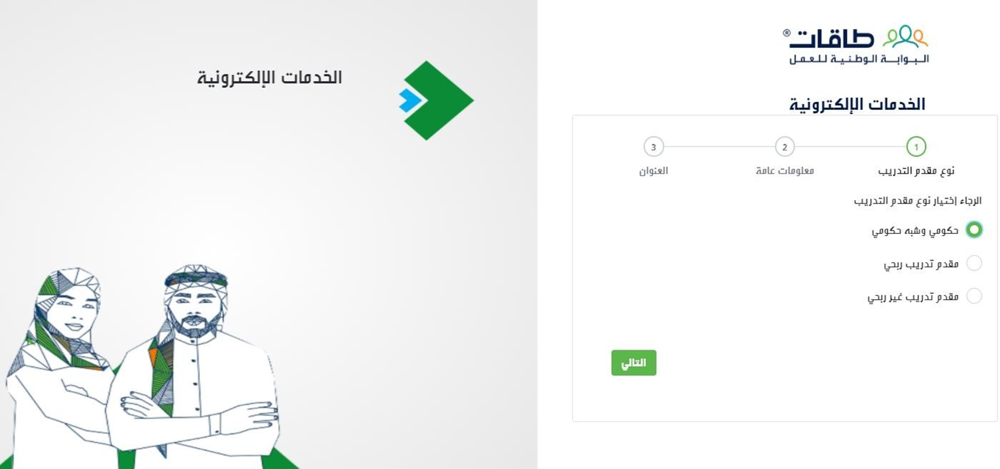 طاقات®
البوابة الوطنية للعمل
الخدمات الإلكترونية
1
2
3
نوع مقدم التدريب
معلومات عامة
العنوان
الرجاء إختيار نوع مقدم التدريب
حكومي وشبه حكومي
مقدم تدريب ربحي
مقدم تدريب غير ربحي
التالي
الخدمات الإلكترونية